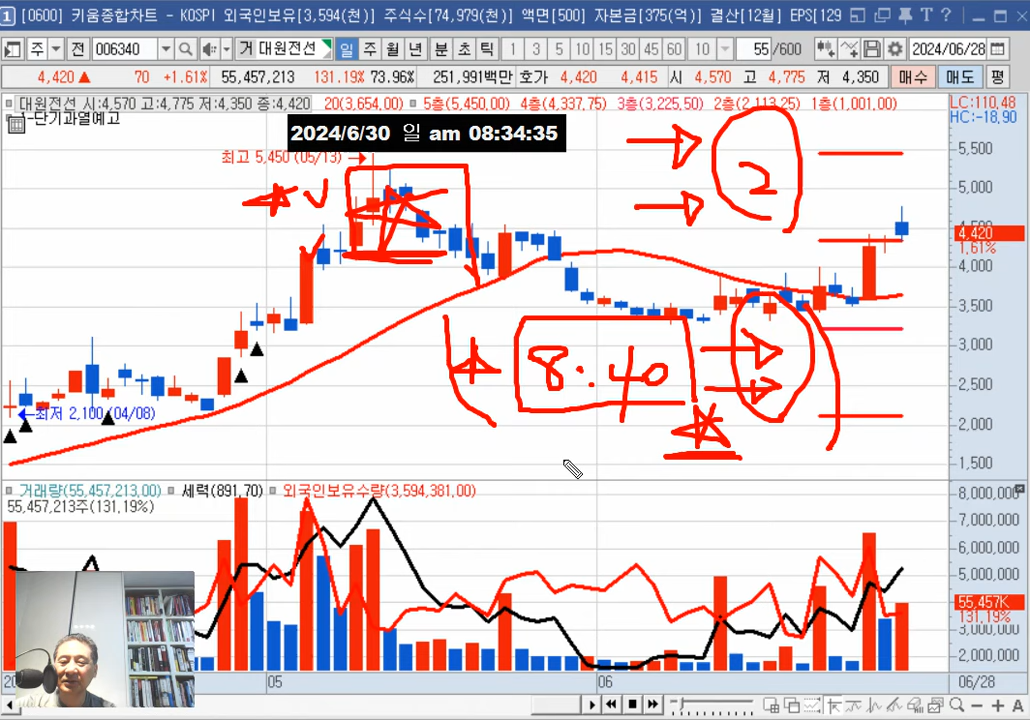 [0600] 키움종합차트 - KOSPI 외국인보유[3,594(천)] 주식수[74,979(천)] 액면[500] 자본금[375(억)] 결산[12월] EPS[129
주 전 006340 거 대원전선 일 주 월 년 분 초 틱 1 3 5 10 15 30 45 60 10 55 /600 2024/06/28
4,420 ▲ 70 +1.61% 55,457,213 131.19% 73.96% 251,991백만 호가 4,420 4,415 시 4,570 고 4,775 저 4,350 매수 매도 평
대원전선 시:4,570 고:4,775 저:4,350 종:4,420 20(3,654.00) 5층(5,450.00) 4층(4,337.75) 3층(3,225.50) 2층(2,113.25) 1층(1,001.00) LC:110.48
HC:-18.90
-단기과열예고
2024/6/30 일 am 08:34:35
최고 5,450 (05/13)
2
8:40
최저 2,100 (04/08)
5,500
5,000
4,420
1.61%
4,000
3,500
3,000
2,500
2,000
1,500
거래량(55,457,213.00) 세력(891.70) 외국인보유수량(3,594,381.00)
55,457,213주(131.19%)
8,000,000
7,000,000
6,000,000
5,000,000
55,457K
131.19%
3,000,000
2,000,000
05 06 06/28